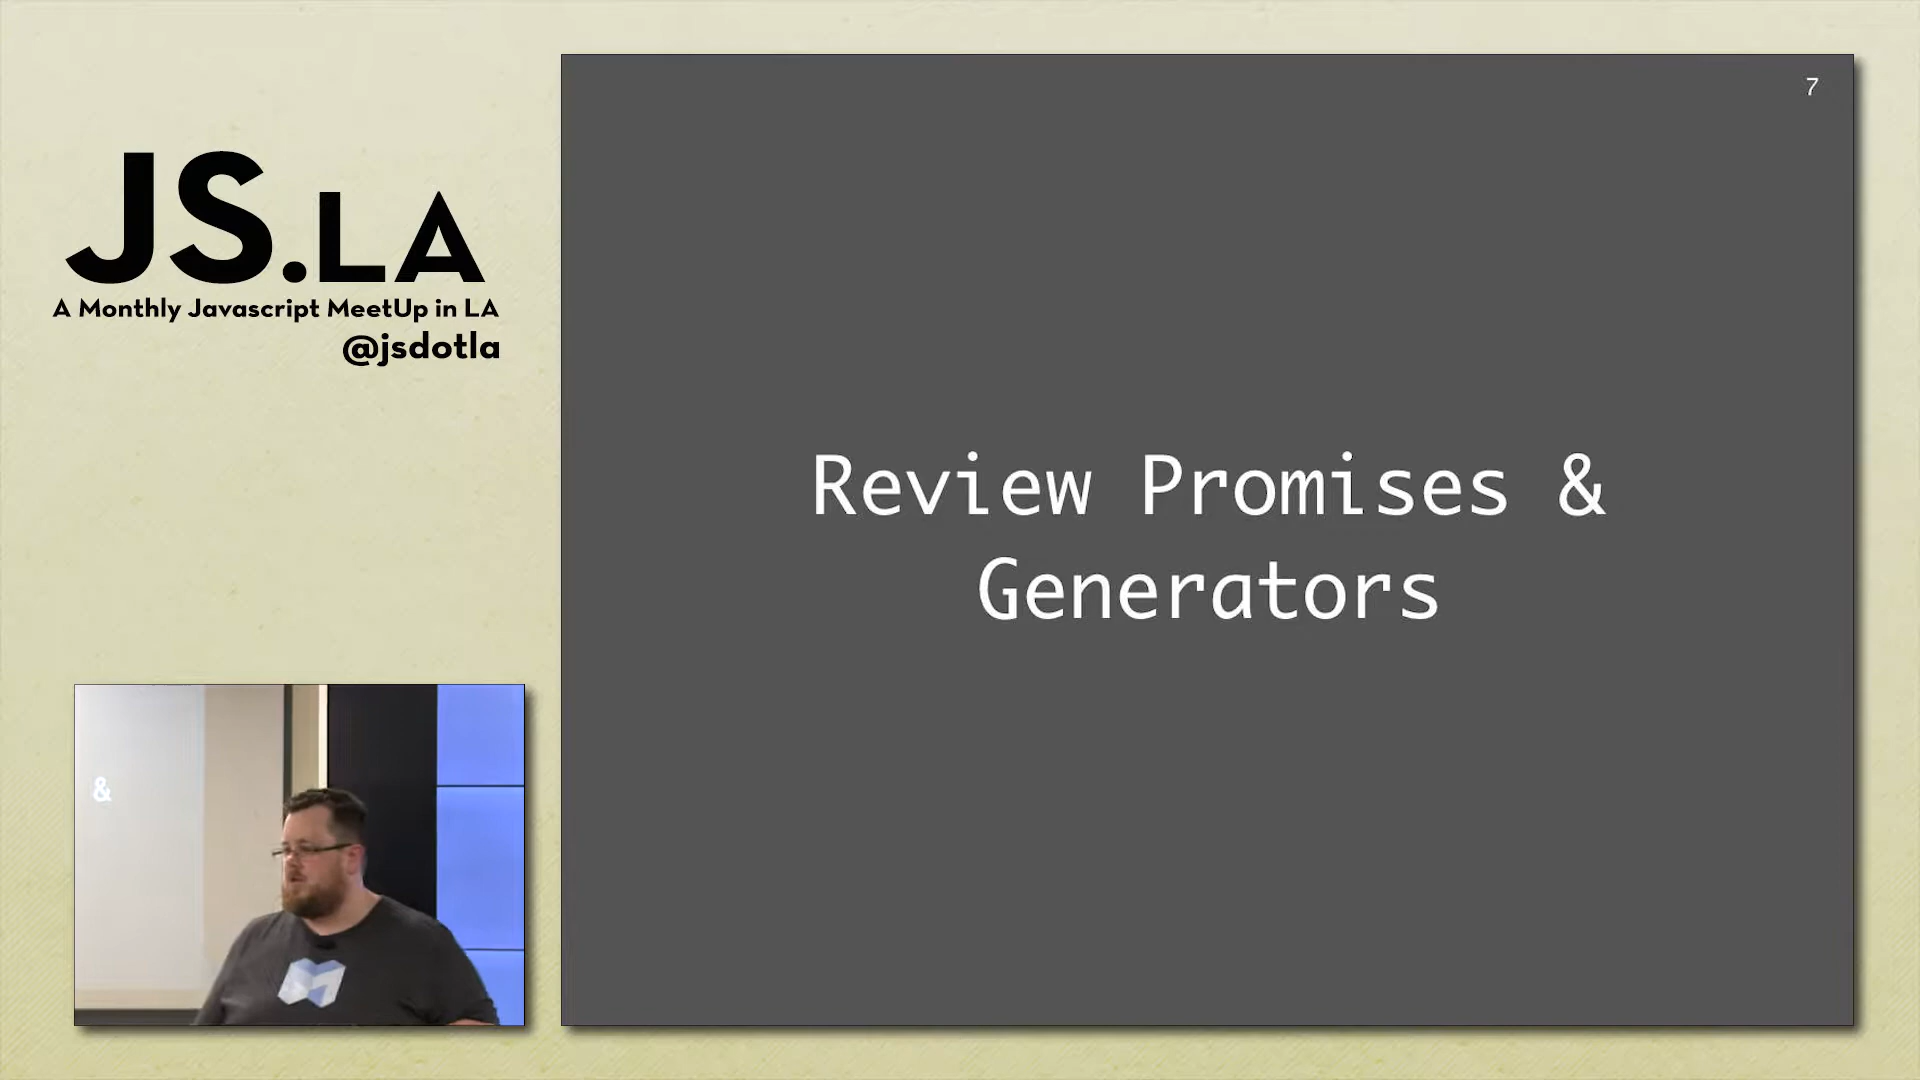 JS.LA
A Monthly Javascript MeetUp in LA
@jsdotla
7
Review Promises &
Generators
&